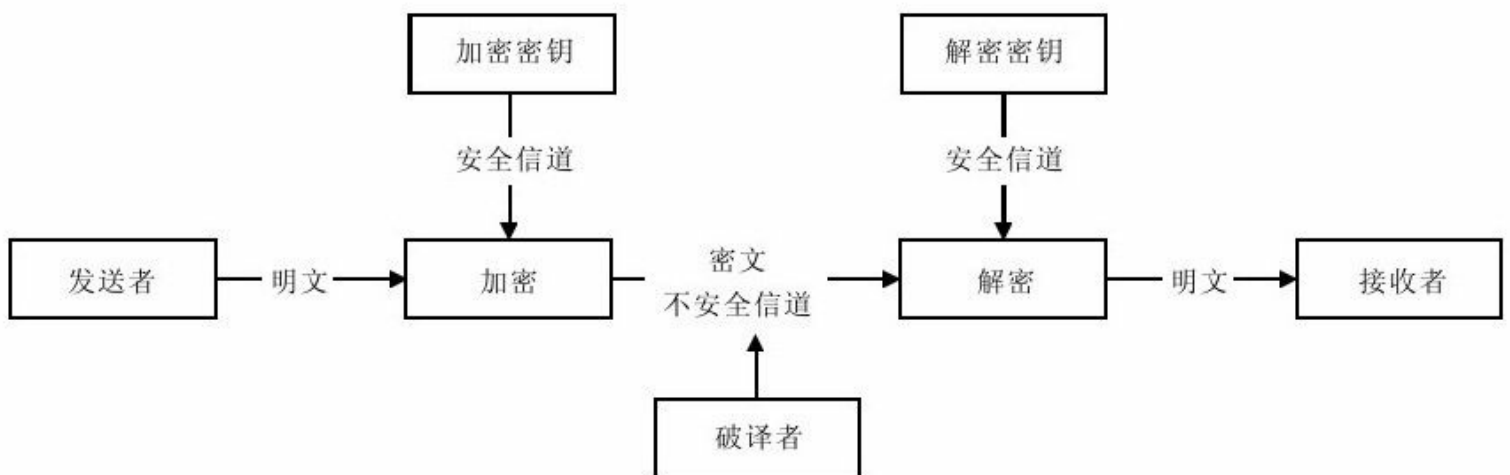 加密密钥
解密密钥
安全信道
安全信道
发送者
明文
加密
密文
不安全信道
解密
明文
接收者
破译者